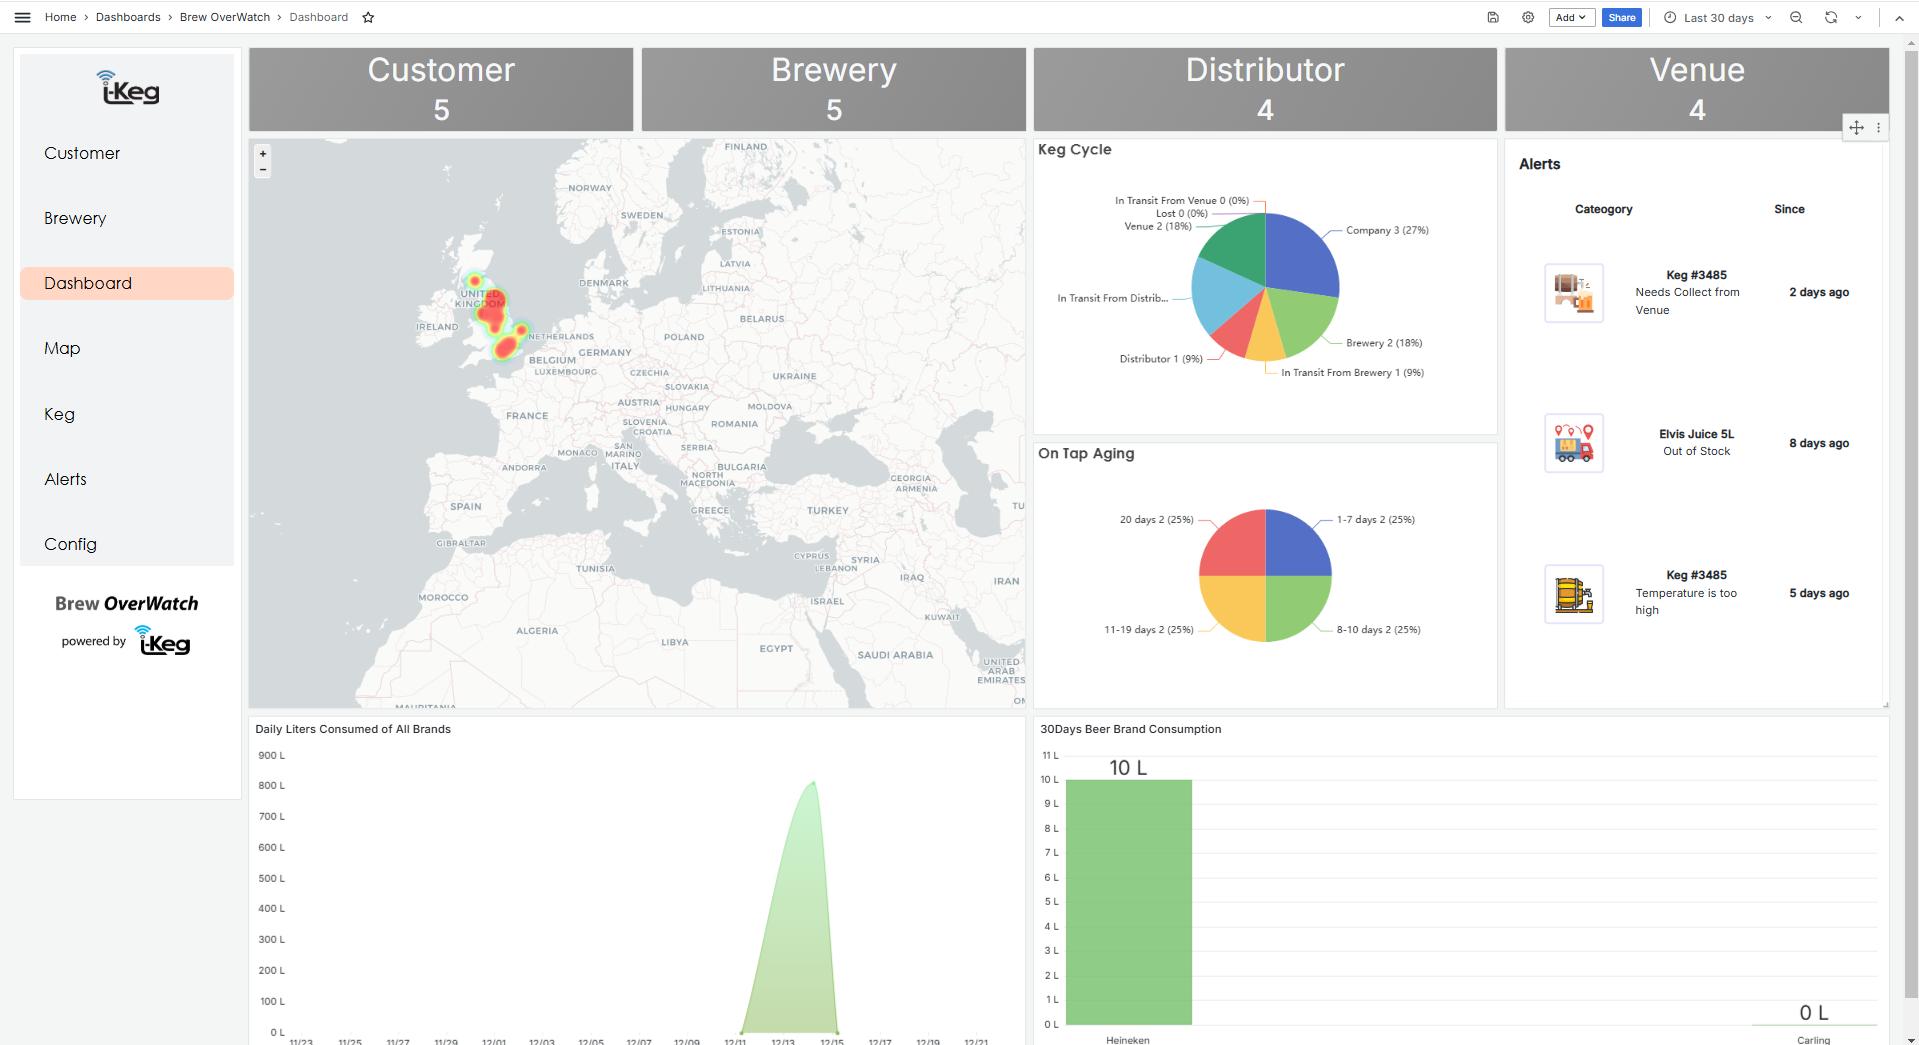 Home › Dashboards › Brew OverWatch › Dashboard
Add
Share
Last 30 days
i-Keg
Customer
Brewery
Dashboard
Map
Keg
Alerts
Config
Brew OverWatch
powered by i-Keg
Customer
5
Brewery
5
Distributor
4
Venue
4
+
−
FINLAND
NORWAY
SWEDEN
ESTONIA
LATVIA
DENMARK
LITHUANIA
UNITED
KINGDOM
BELARUS
IRELAND
NETHERLANDS
POLAND
GERMANY
BELGIUM
LUXEMBOURG
CZECHIA
UKRAINE
SLOVAKIA
AUSTRIA
HUNGARY
MOLDOVA
FRANCE
SLOVENIA
CROATIA
ROMANIA
SAN
MARINO
MONACO
SERBIA
ITALY
ANDORRA
BULGARIA
NORTH
MACEDONIA
GEORGIA
ARMENIA
SPAIN
GREECE
TURKEY
TU
GIBRALTAR
CYPRUS
LEBANON
SYRIA
TUNISIA
IRAQ
IRAN
MOROCCO
ISRAEL
KUWAIT
ALGERIA
LIBYA
EGYPT
SAUDI ARABIA
UNITED
ARAB
EMIRATES
MAURITANIA
OM
Keg Cycle
In Transit From Venue 0 (0%)
Lost 0 (0%)
Venue 2 (18%)
Company 3 (27%)
In Transit From Distrib...
Brewery 2 (18%)
Distributor 1 (9%)
In Transit From Brewery 1 (9%)
On Tap Aging
20 days 2 (25%)
1-7 days 2 (25%)
11-19 days 2 (25%)
8-10 days 2 (25%)
Alerts
Cateogory
Since
Keg #3485
Needs Collect from
Venue
2 days ago
Elvis Juice 5L
Out of Stock
8 days ago
Keg #3485
Temperature is too
high
5 days ago
Daily Liters Consumed of All Brands
900 L
800 L
700 L
600 L
500 L
400 L
300 L
200 L
100 L
0 L
11/23 11/25 11/27 11/29 12/01 12/03 12/05 12/07 12/09 12/11 12/13 12/15 12/17 12/19 12/21
30Days Beer Brand Consumption
11 L
10 L
9 L
8 L
7 L
6 L
5 L
4 L
3 L
2 L
1 L
0 L
10 L
0 L
Heineken
Carling